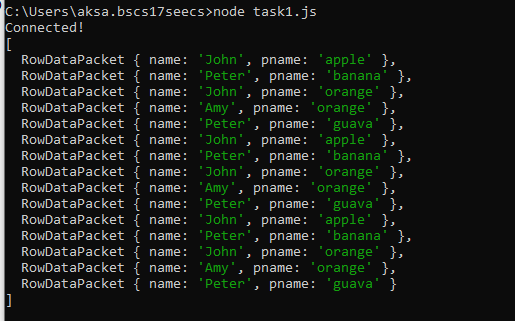 C:\Users\aksa.bscs17seecs>node task1.js
Connected!
[
  RowDataPacket { name: 'John', pname: 'apple' },
  RowDataPacket { name: 'Peter', pname: 'banana' },
  RowDataPacket { name: 'John', pname: 'orange' },
  RowDataPacket { name: 'Amy', pname: 'orange' },
  RowDataPacket { name: 'Peter', pname: 'guava' },
  RowDataPacket { name: 'John', pname: 'apple' },
  RowDataPacket { name: 'Peter', pname: 'banana' },
  RowDataPacket { name: 'John', pname: 'orange' },
  RowDataPacket { name: 'Amy', pname: 'orange' },
  RowDataPacket { name: 'Peter', pname: 'guava' },
  RowDataPacket { name: 'John', pname: 'apple' },
  RowDataPacket { name: 'Peter', pname: 'banana' },
  RowDataPacket { name: 'John', pname: 'orange' },
  RowDataPacket { name: 'Amy', pname: 'orange' },
  RowDataPacket { name: 'Peter', pname: 'guava' }
]